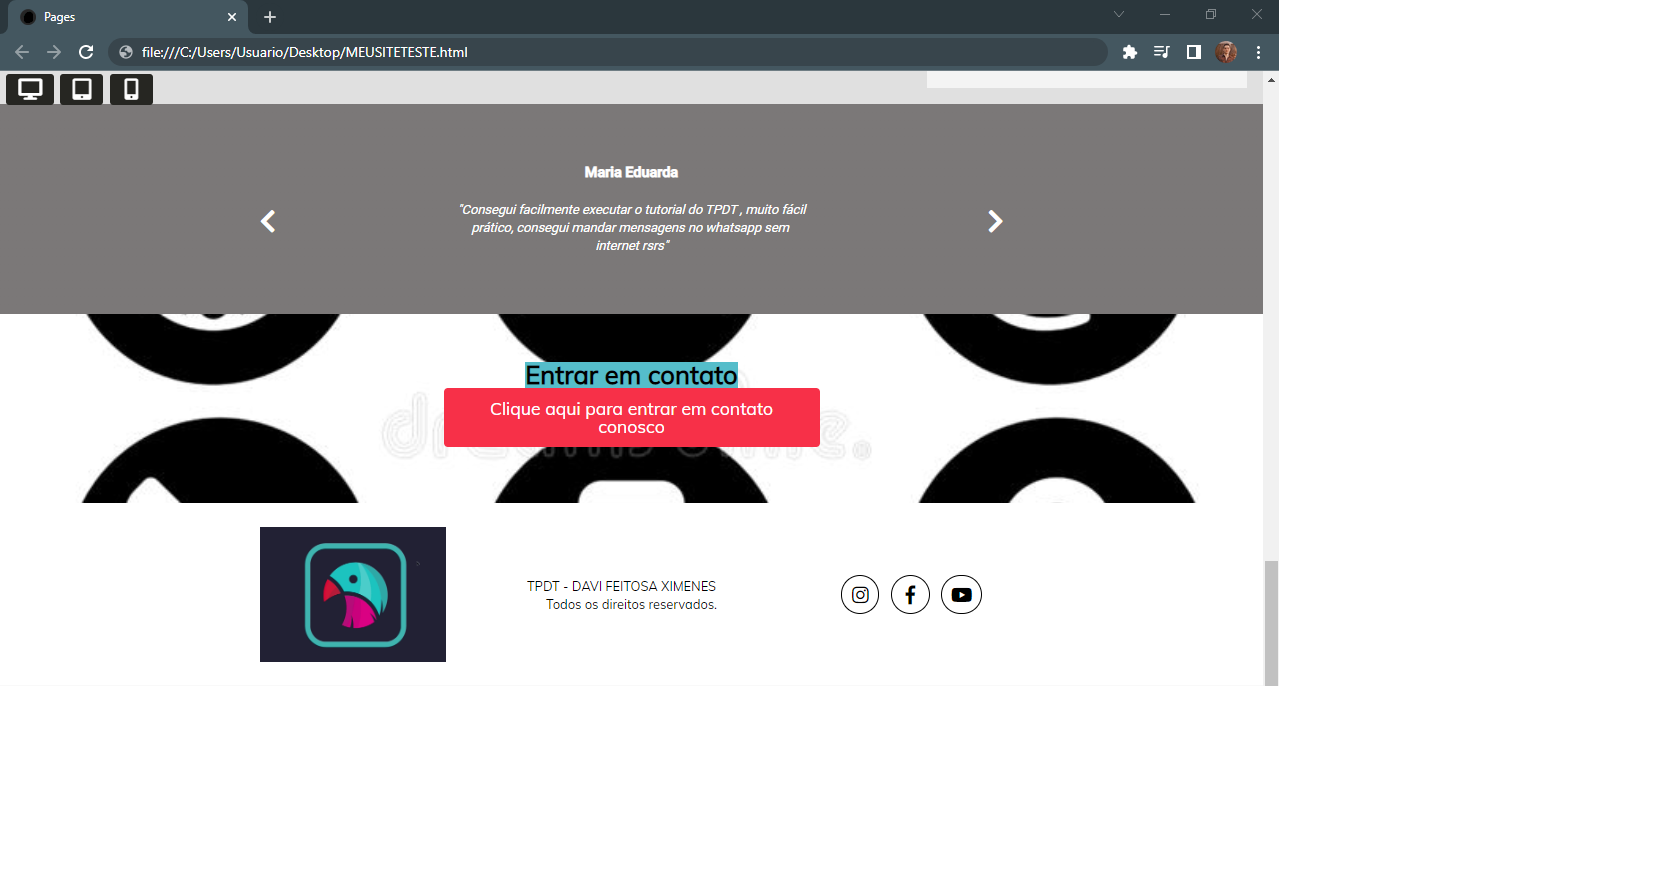 Pages
file:///C:/Users/Usuario/Desktop/MEUSITETESTE.html
Maria Eduarda
"Consegui facilmente executar o tutorial do TPDT , muito fácil
prático, consegui mandar mensagens no whatsapp sem
internet rsrs"
Entrar em contato
Clique aqui para entrar em contato
conosco
TPDT - DAVI FEITOSA XIMENES
Todos os direitos reservados.